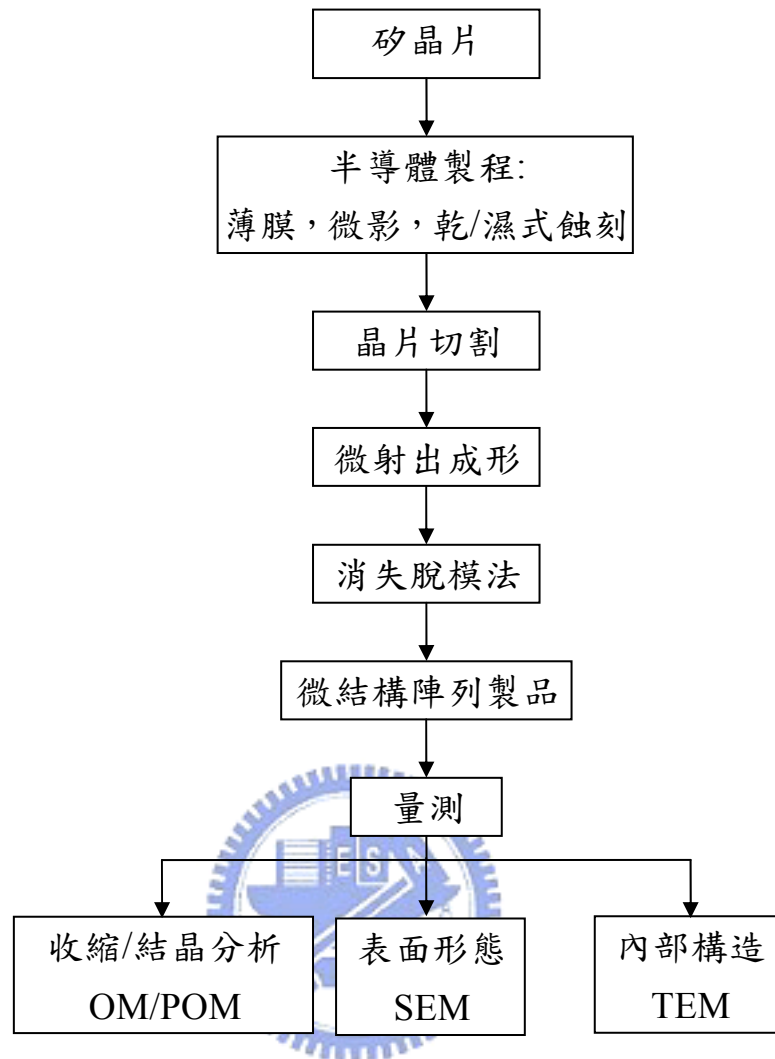 矽晶片
半導體製程:
薄膜，微影，乾/濕式蝕刻
晶片切割
微射出成形
消失脫模法
微結構陣列製品
量測
ES
收縮/結晶分析
OM/POM
表面形態
SEM
內部構造
TEM